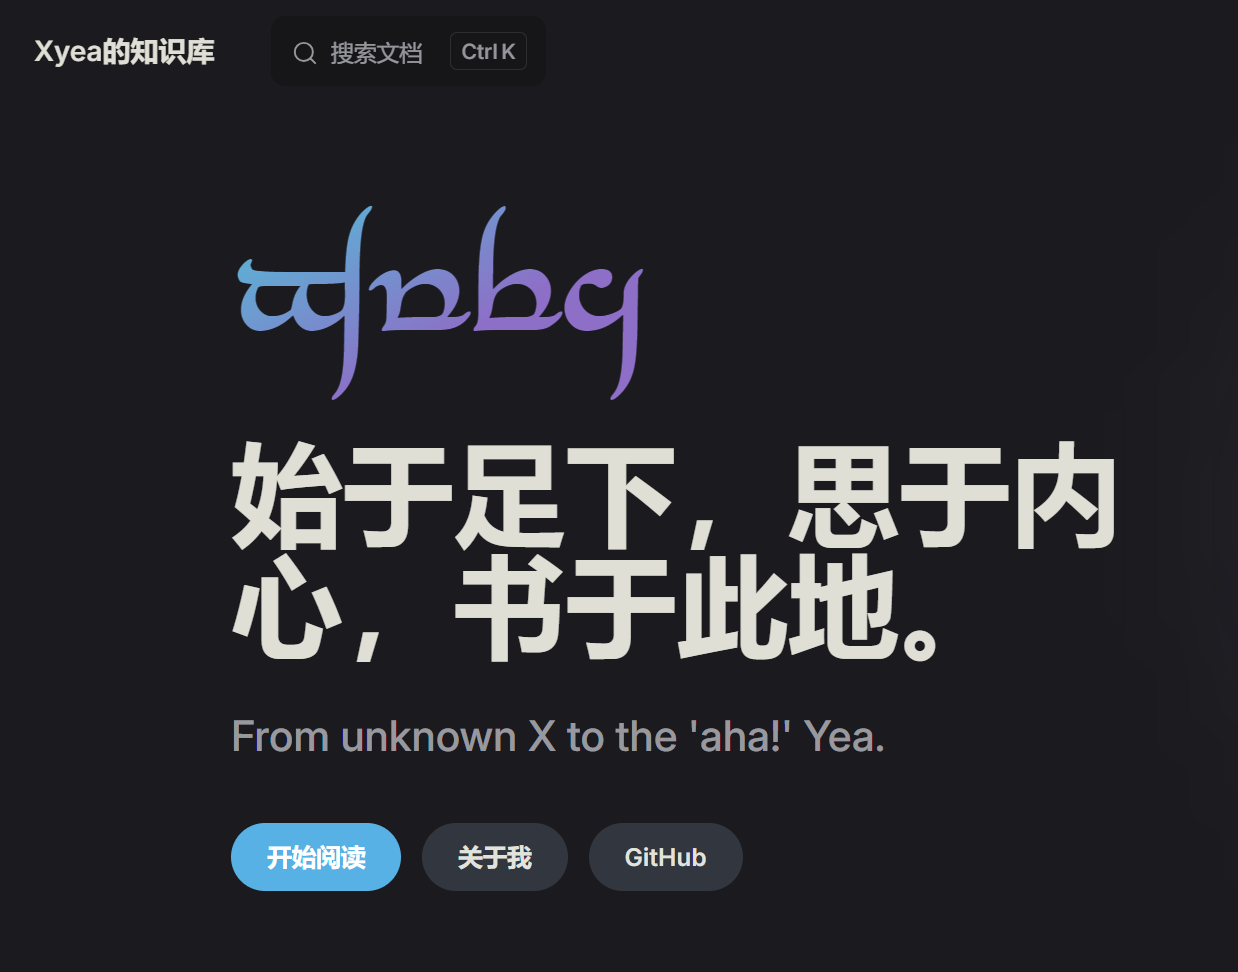 Xyea的知识库
搜索文档
Ctrl K
始于足下，思于内
心，书于此地。
From unknown X to the 'aha!' Yea.
开始阅读
关于我
GitHub